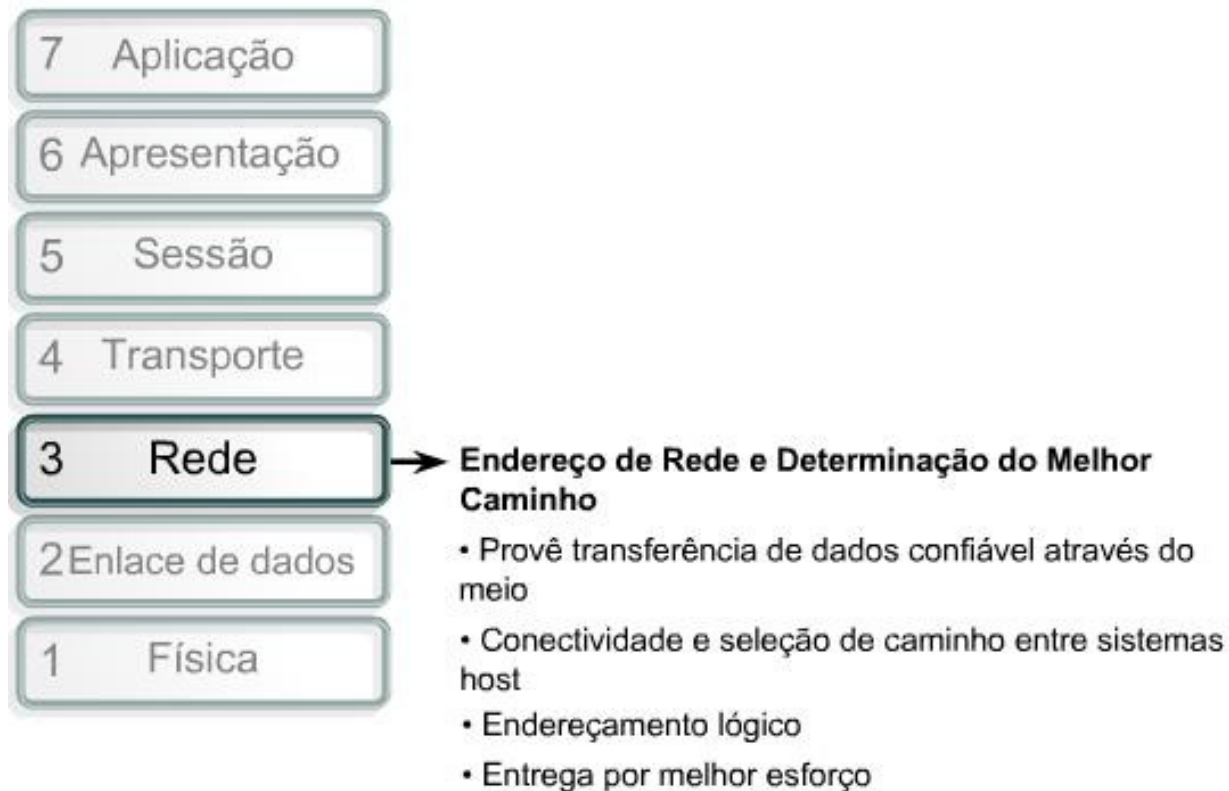 7 Aplicação
6 Apresentação
5 Sessão
4 Transporte
3 Rede
2 Enlace de dados
1 Física
Endereço de Rede e Determinação do Melhor
Caminho
• Provê transferência de dados confiável através do
meio
• Conectividade e seleção de caminho entre sistemas
host
• Endereçamento lógico
• Entrega por melhor esforço